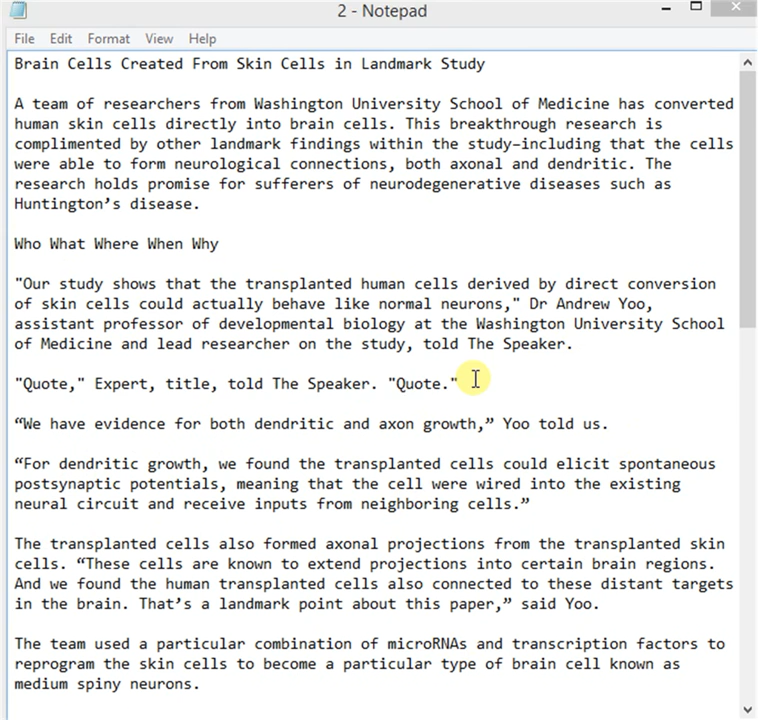 2 - Notepad
File Edit Format View Help
Brain Cells Created From Skin Cells in Landmark Study
A team of researchers from Washington University School of Medicine has converted
human skin cells directly into brain cells. This breakthrough research is
complimented by other landmark findings within the study–including that the cells
were able to form neurological connections, both axonal and dendritic. The
research holds promise for sufferers of neurodegenerative diseases such as
Huntington’s disease.
Who What Where When Why
"Our study shows that the transplanted human cells derived by direct conversion
of skin cells could actually behave like normal neurons," Dr Andrew Yoo,
assistant professor of developmental biology at the Washington University School
of Medicine and lead researcher on the study, told The Speaker.
"Quote," Expert, title, told The Speaker. "Quote."
“We have evidence for both dendritic and axon growth,” Yoo told us.
“For dendritic growth, we found the transplanted cells could elicit spontaneous
postsynaptic potentials, meaning that the cell were wired into the existing
neural circuit and receive inputs from neighboring cells.”
The transplanted cells also formed axonal projections from the transplanted skin
cells. “These cells are known to extend projections into certain brain regions.
And we found the human transplanted cells also connected to these distant targets
in the brain. That’s a landmark point about this paper,” said Yoo.
The team used a particular combination of microRNAs and transcription factors to
reprogram the skin cells to become a particular type of brain cell known as
medium spiny neurons.